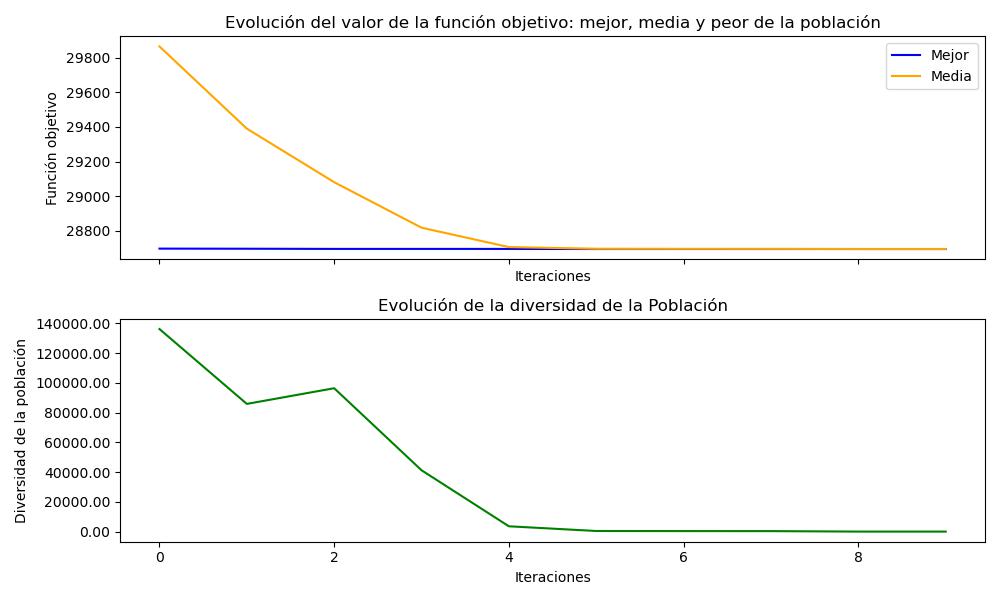 Evolución del valor de la función objetivo: mejor, media y peor de la población
Mejor
Media
Función objetivo
29800
29600
29400
29200
29000
28800
Iteraciones
Evolución de la diversidad de la Población
Diversidad de la población
140000.00
120000.00
100000.00
80000.00
60000.00
40000.00
20000.00
0.00
0 2 4 6 8
Iteraciones